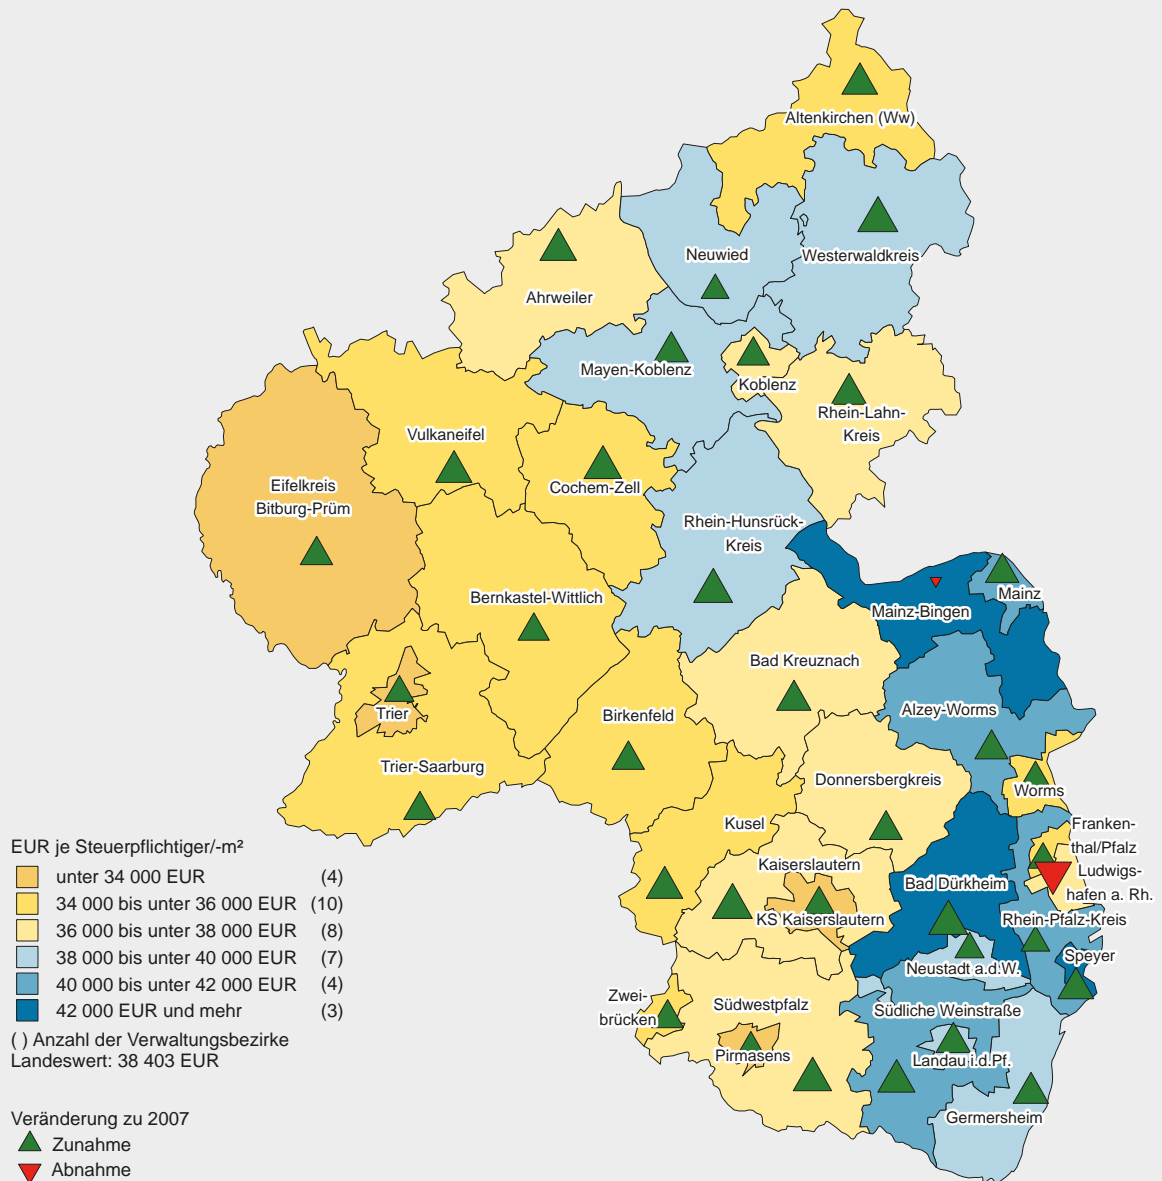 Altenkirchen (Ww)
Neuwied
Westerwaldkreis
Ahrweiler
Mayen-Koblenz
Koblenz
Rhein-Lahn-
Kreis
Vulkaneifel
Cochem-Zell
Eifelkreis
Bitburg-Prüm
Rhein-Hunsrück-
Kreis
Bernkastel-Wittlich
Mainz-Bingen
Mainz
Bad Kreuznach
Trier
Birkenfeld
Alzey-Worms
Trier-Saarburg
Donnersbergkreis
Worms
Kusel
Franken-
thal/Pfalz
Kaiserslautern
Ludwigs-
hafen a. Rh.
Bad Dürkheim
KS Kaiserslautern
Rhein-Pfalz-Kreis
Speyer
Neustadt a.d.W.
Zwei-
brücken
Südwestpfalz
Südliche Weinstraße
Pirmasens
Landau i.d.Pf.
Germersheim
EUR je Steuerpflichtiger/-m²
unter 34 000 EUR (4)
34 000 bis unter 36 000 EUR (10)
36 000 bis unter 38 000 EUR (8)
38 000 bis unter 40 000 EUR (7)
40 000 bis unter 42 000 EUR (4)
42 000 EUR und mehr (3)
( ) Anzahl der Verwaltungsbezirke
Landeswert: 38 403 EUR
Veränderung zu 2007
Zunahme
Abnahme